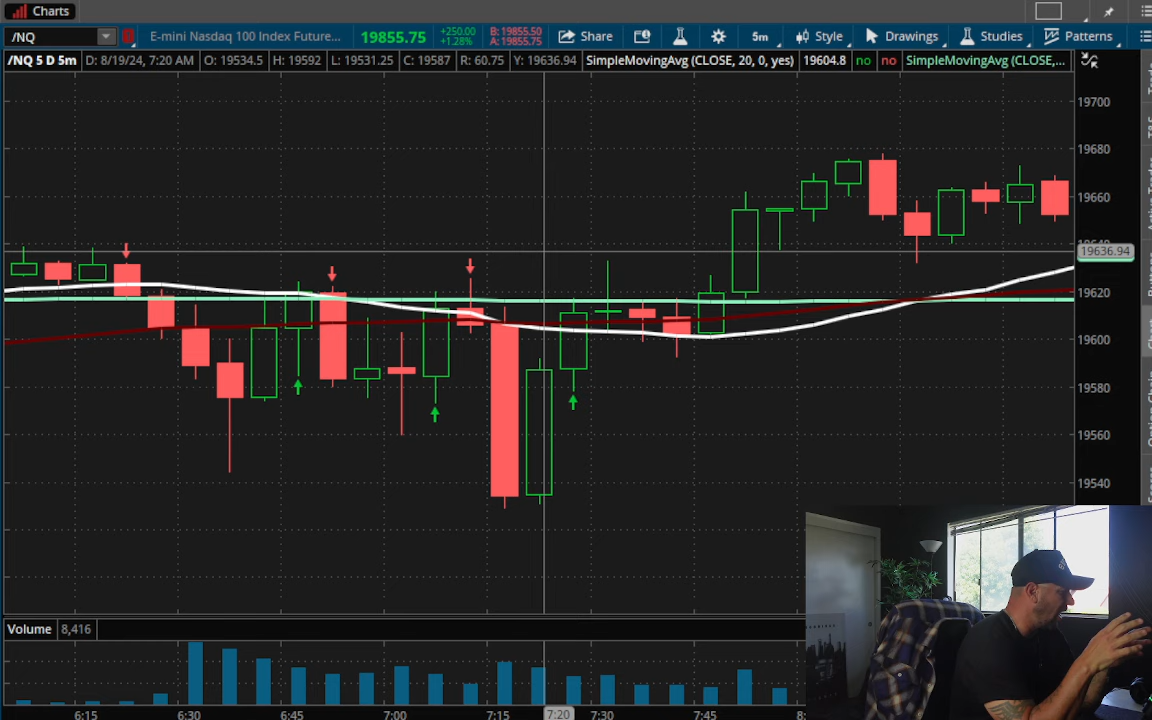 Charts
/NQ
E-mini Nasdaq 100 Index Future...
19855.75
+250.00
+1.28%
B: 19855.50
A: 19855.75
Share
5m
Style
Drawings
Studies
Patterns
/NQ 5 D 5m
D: 8/19/24, 7:20 AM
O: 19534.5
H: 19592
L: 19531.25
C: 19587
R: 60.75
Y: 19636.94
SimpleMovingAvg (CLOSE, 20, 0, yes)
19604.8
no
no
SimpleMovingAvg (CLOSE,...
19700
19680
19660
19636.94
19620
19600
19580
19560
19540
Volume
8,416
6:15
6:30
6:45
7:00
7:15
7:20
7:30
7:45